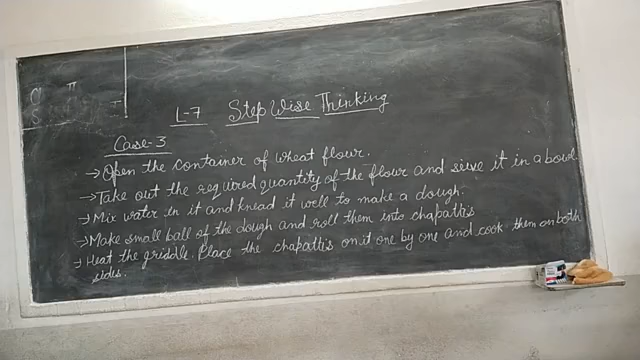 L-7 Step Wise Thinking
Case-3
→ Open the container of wheat flour.
→ Take out the required quantity of the flour and sieve it in a bowl.
→ Mix water in it and knead it well to make a dough.
→ Make small ball of the dough and roll them into chapattis
→ Heat the griddle. Place the chapattis on it one by one and cook them on both
sides.